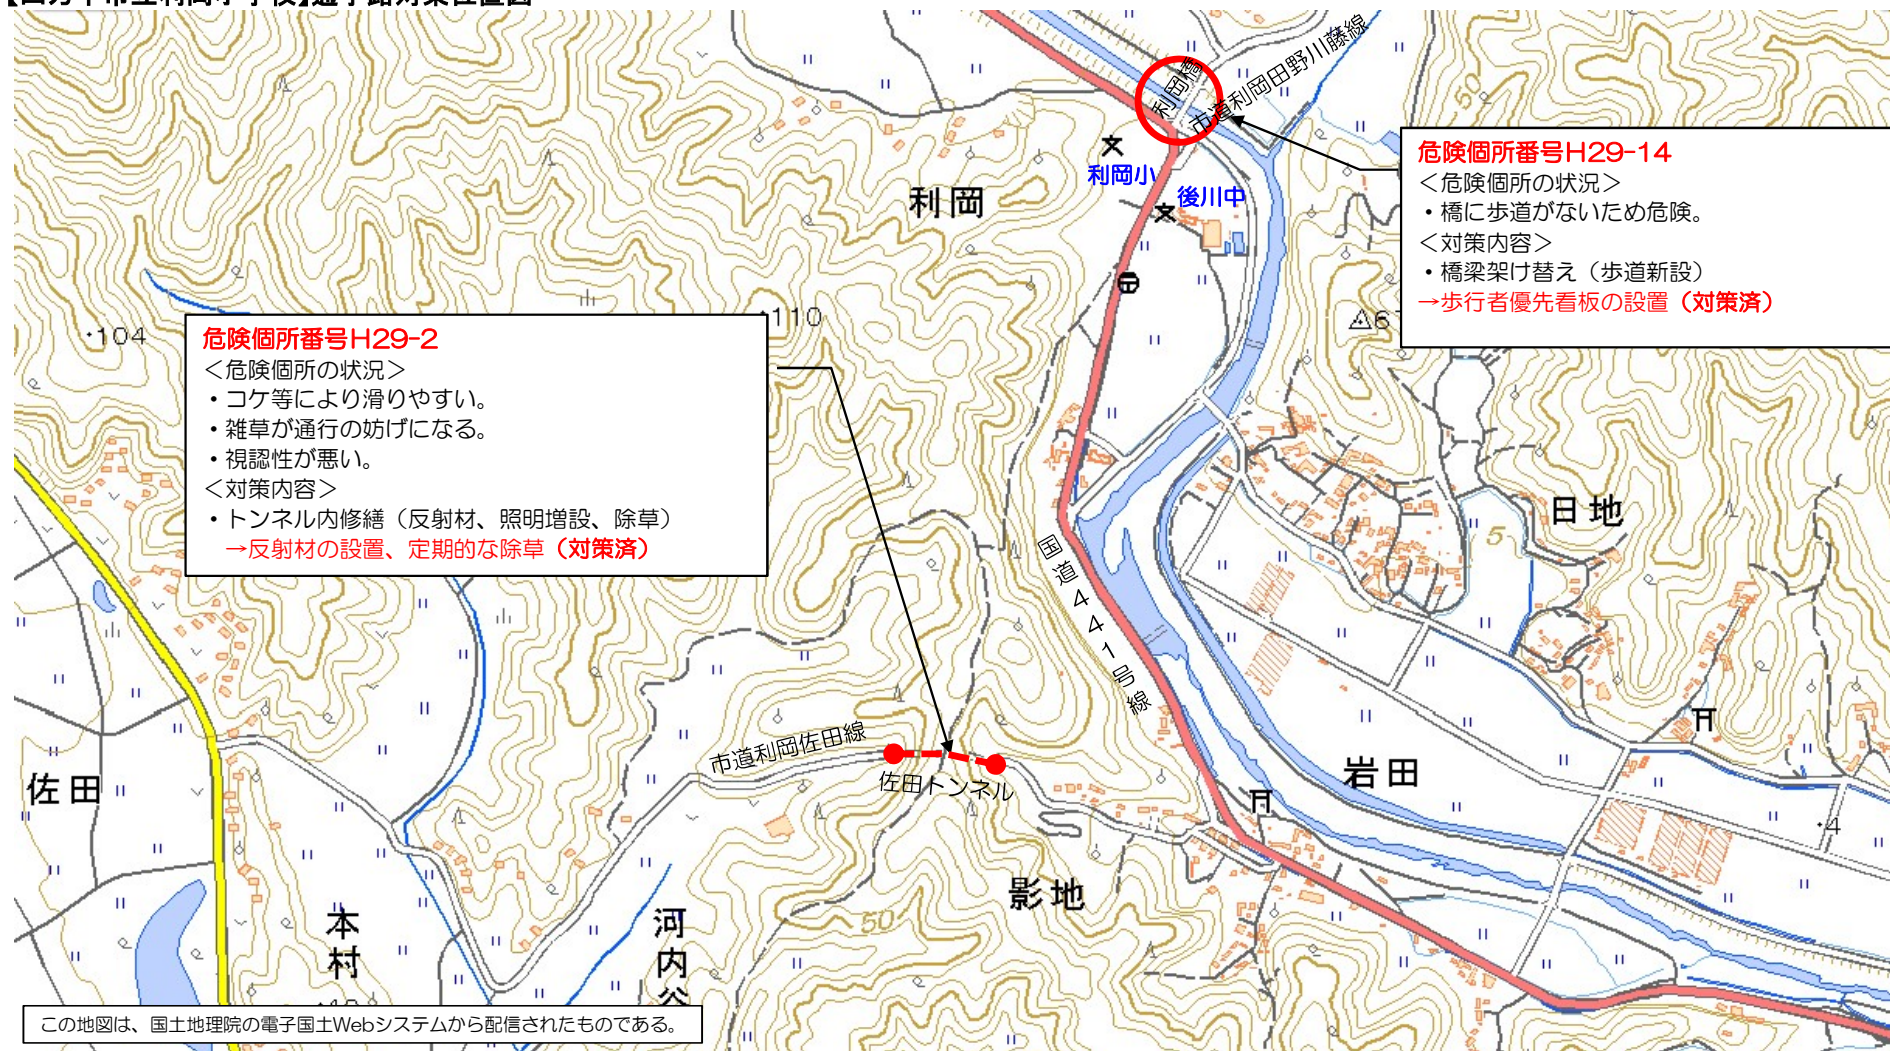 利岡橋
市道利岡田野川藤線
危険個所番号H29-14
＜危険個所の状況＞
・橋に歩道がないため危険。
＜対策内容＞
・橋梁架け替え（歩道新設）
→歩行者優先看板の設置（対策済）
利岡小
後川中
利岡
・104
・110
危険個所番号H29-2
＜危険個所の状況＞
・コケ等により滑りやすい。
・雑草が通行の妨げになる。
・視認性が悪い。
＜対策内容＞
・トンネル内修繕（反射材、照明増設、除草）
→反射材の設置、定期的な除草（対策済）
50
5
日地
国道441号線
市道利岡佐田線
佐田トンネル
佐田
岩田
・4
影地
50
本村
河内谷
この地図は、国土地理院の電子国土Webシステムから配信されたものである。